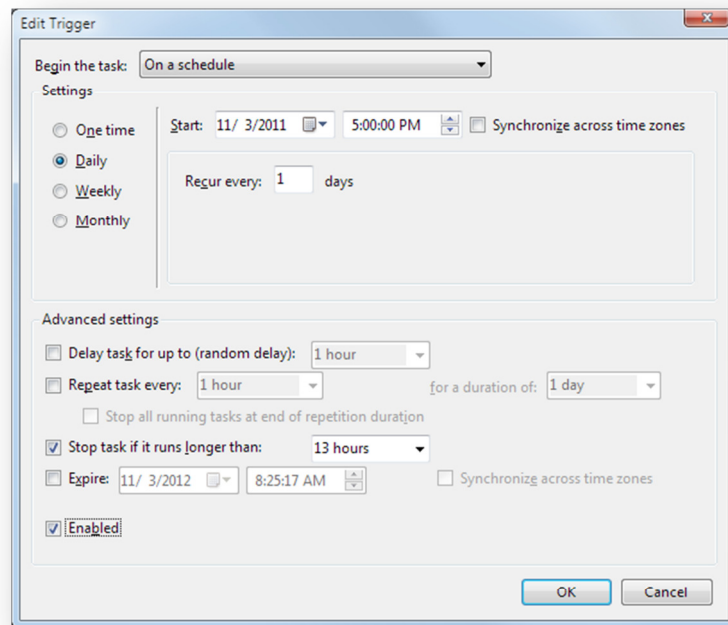 Edit Trigger
Begin the task: On a schedule
Settings
One time
Start: 11/ 3/2011 5:00:00 PM Synchronize across time zones
Daily
Recur every: 1 days
Weekly
Monthly
Advanced settings
Delay task for up to (random delay): 1 hour
Repeat task every: 1 hour for a duration of: 1 day
Stop all running tasks at end of repetition duration
Stop task if it runs longer than: 13 hours
Expire: 11/ 3/2012 8:25:17 AM Synchronize across time zones
Enabled
OK Cancel